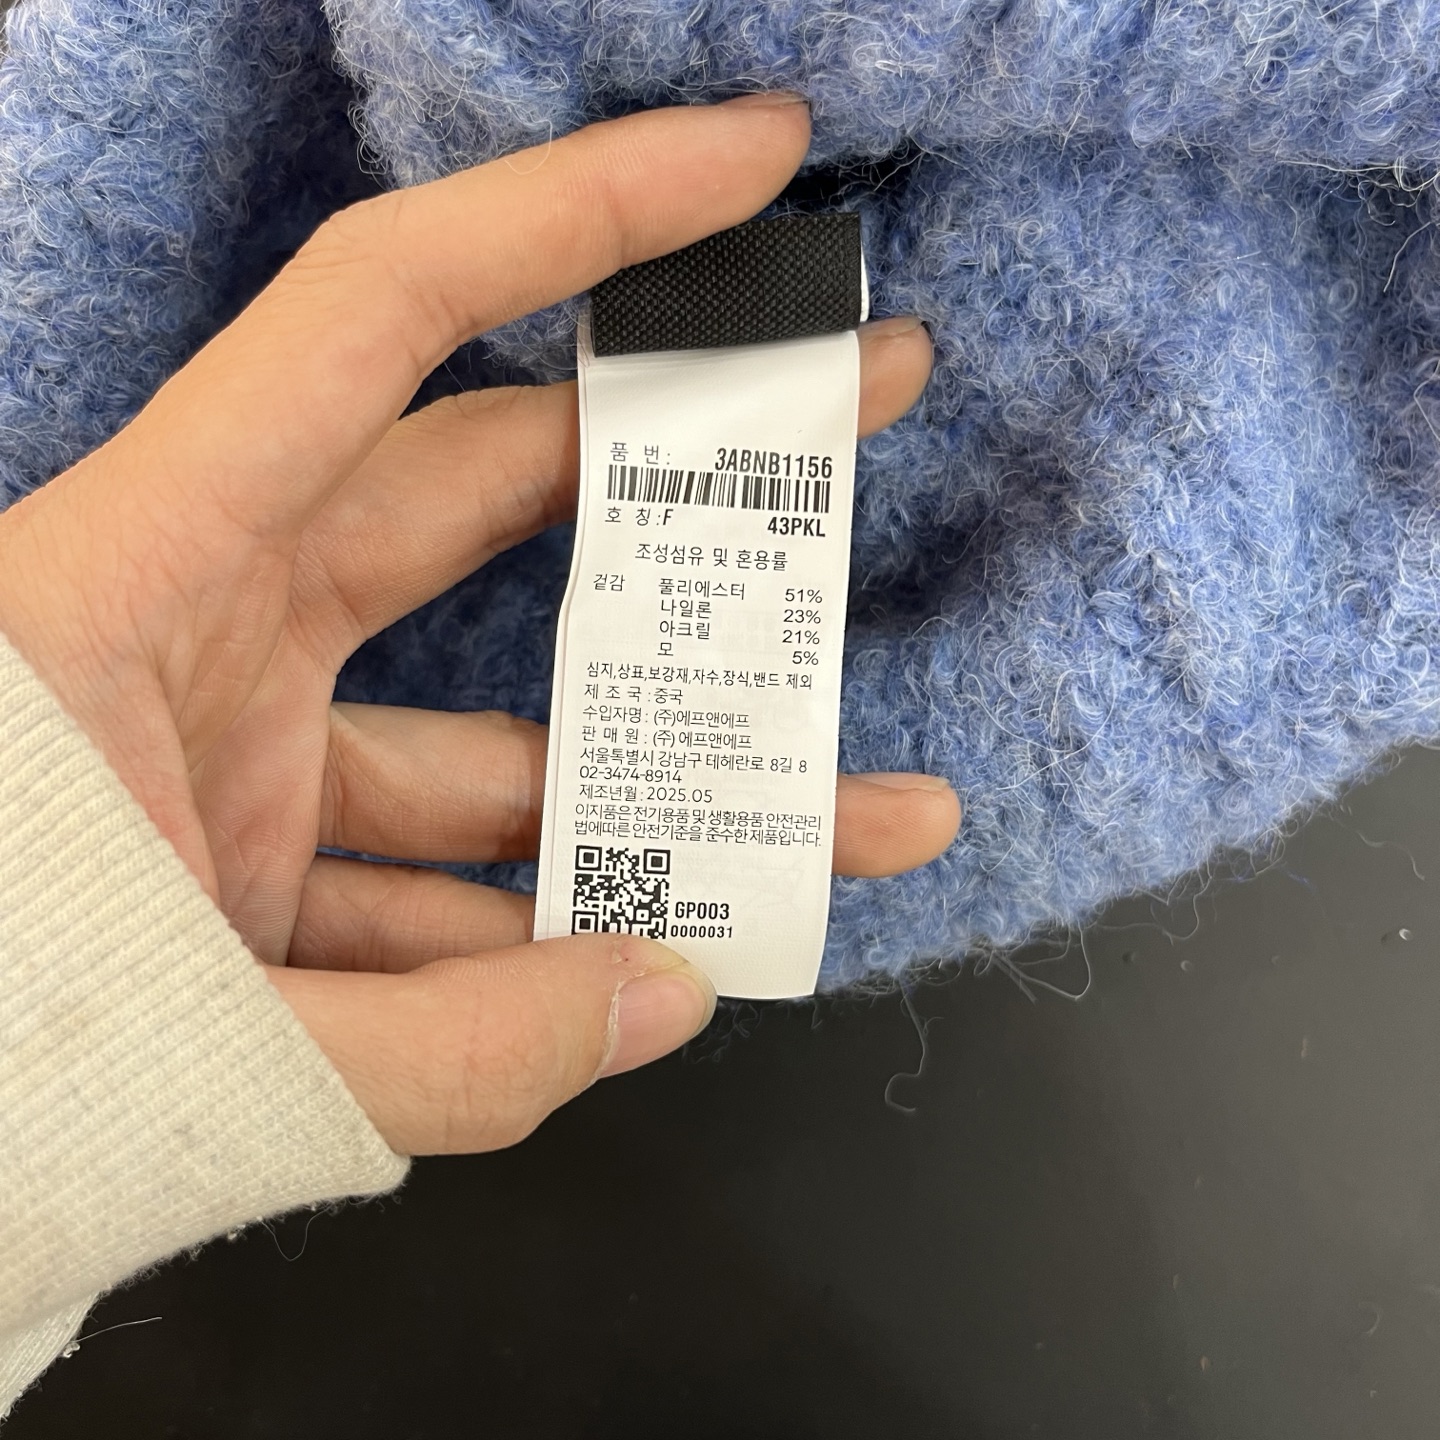 품 번: 3ABNB1156
호 칭:F 43PKL
조성섬유 및 혼용률
겉감 풀리에스터 51%
나일론 23%
아크릴 21%
모 5%
심지,상표,보강재,자수,장식,밴드 제외
제 조 국 : 중국
수입자명 : (주)에프앤에프
판 매 원 : (주) 에프앤에프
서울특별시 강남구 테헤란로 8길 8
02-3474-8914
제조년월 : 2025.05
이지품은전기용품및생활용품안전관리
법에따른 안전기준을 준수한제품입니다.
GP003
0000031